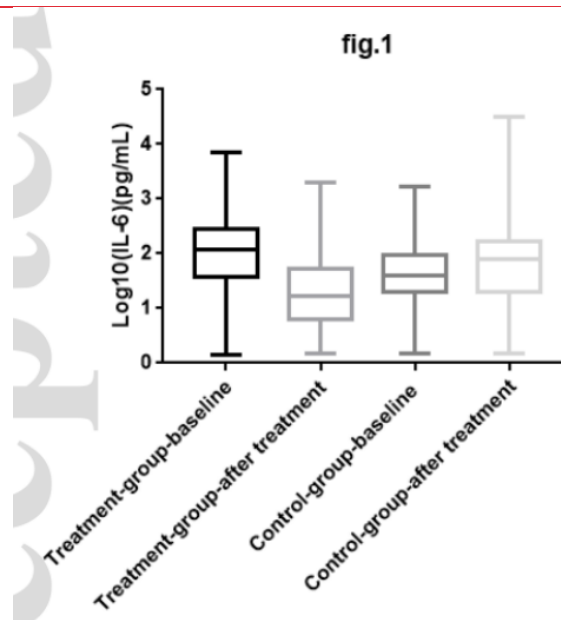 fig.1
Log10(IL-6)(pg/mL)
5
4
3
2
1
0
Treatment-group-baseline
Treatment-group-after treatment
Control-group-baseline
Control-group-after treatment